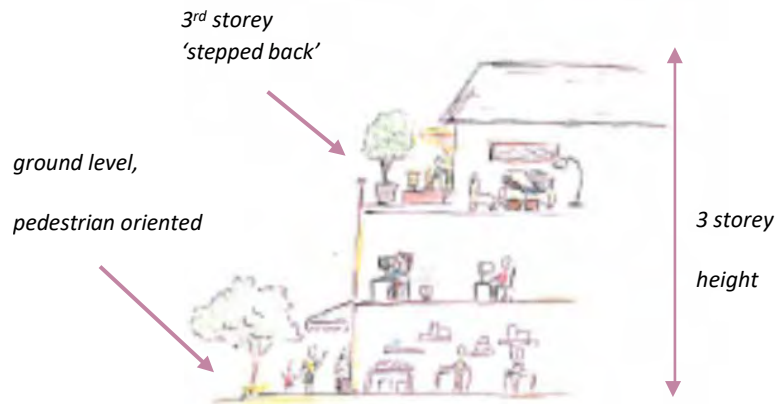 3rd storey
‘stepped back’
ground level,
pedestrian oriented
3 storey
height